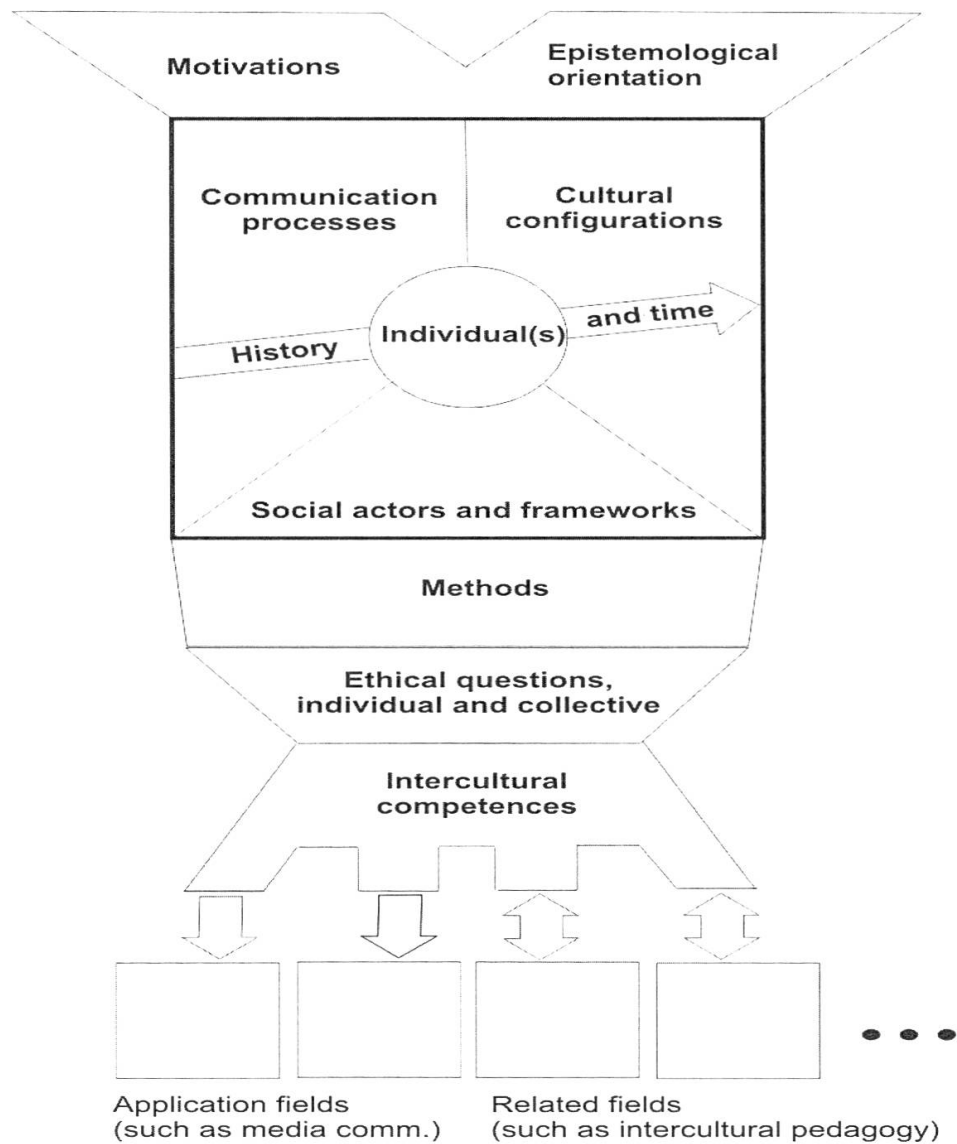 Motivations
Epistemological
orientation
Communication
processes
Cultural
configurations
History
Individual(s)
and time
Social actors and frameworks
Methods
Ethical questions,
individual and collective
Intercultural
competences
Application fields
(such as media comm.)
Related fields
(such as intercultural pedagogy)